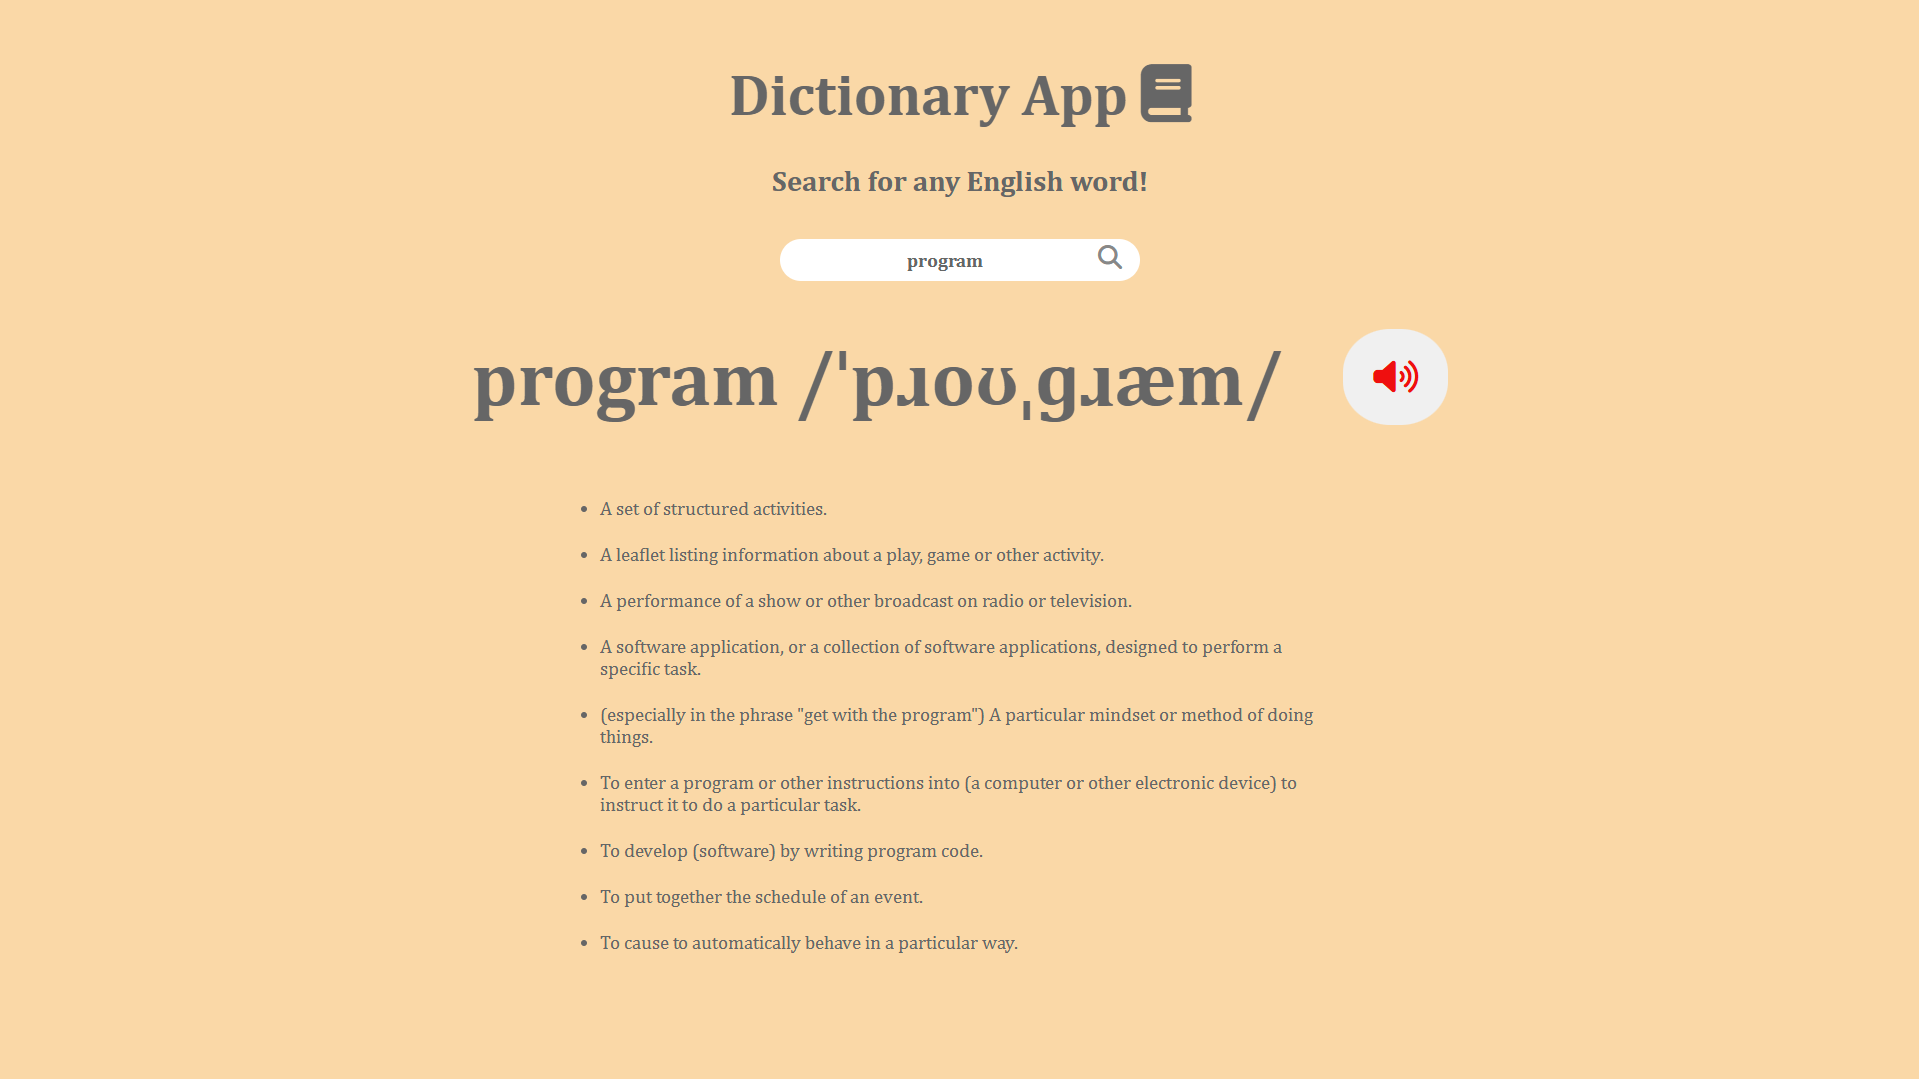 Dictionary App
Search for any English word!
program
program /ˈpɹoʊˌɡɹæm/
• A set of structured activities.
• A leaflet listing information about a play, game or other activity.
• A performance of a show or other broadcast on radio or television.
• A software application, or a collection of software applications, designed to perform a
specific task.
• (especially in the phrase "get with the program") A particular mindset or method of doing
things.
• To enter a program or other instructions into (a computer or other electronic device) to
instruct it to do a particular task.
• To develop (software) by writing program code.
• To put together the schedule of an event.
• To cause to automatically behave in a particular way.